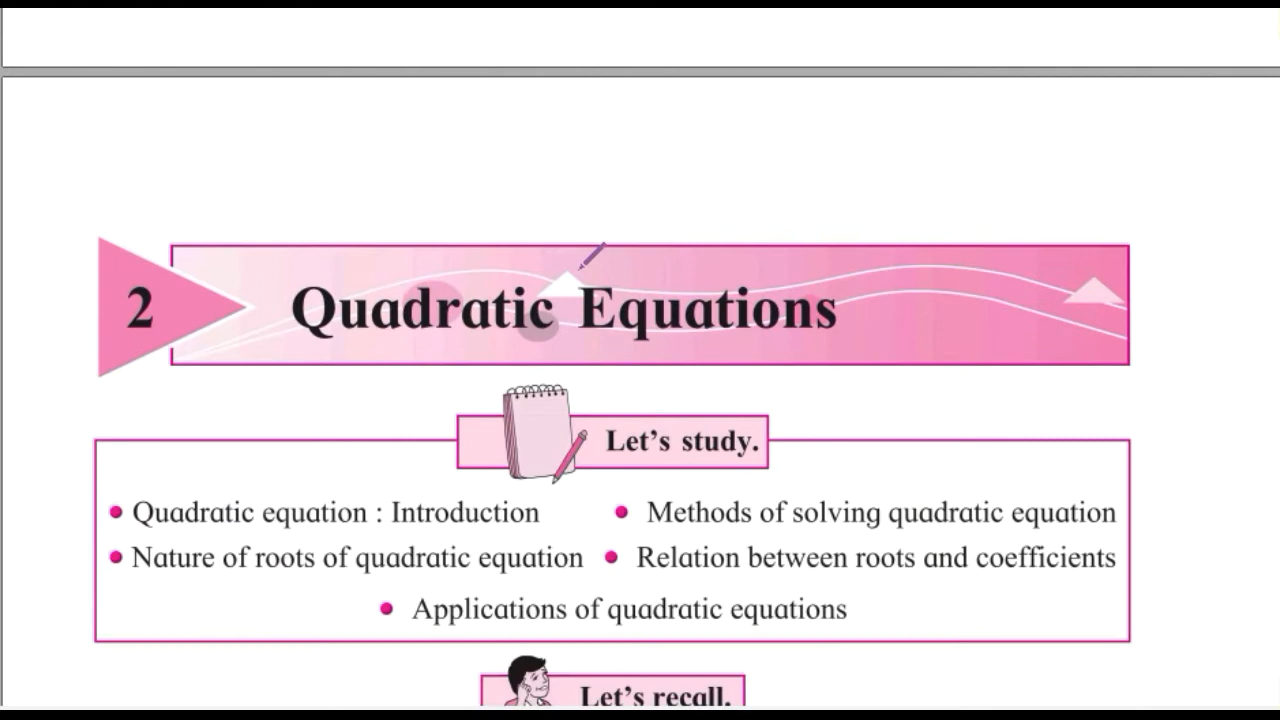 2 Quadratic Equations
Let's study.
• Quadratic equation : Introduction • Methods of solving quadratic equation
• Nature of roots of quadratic equation • Relation between roots and coefficients
• Applications of quadratic equations
Let's recall.